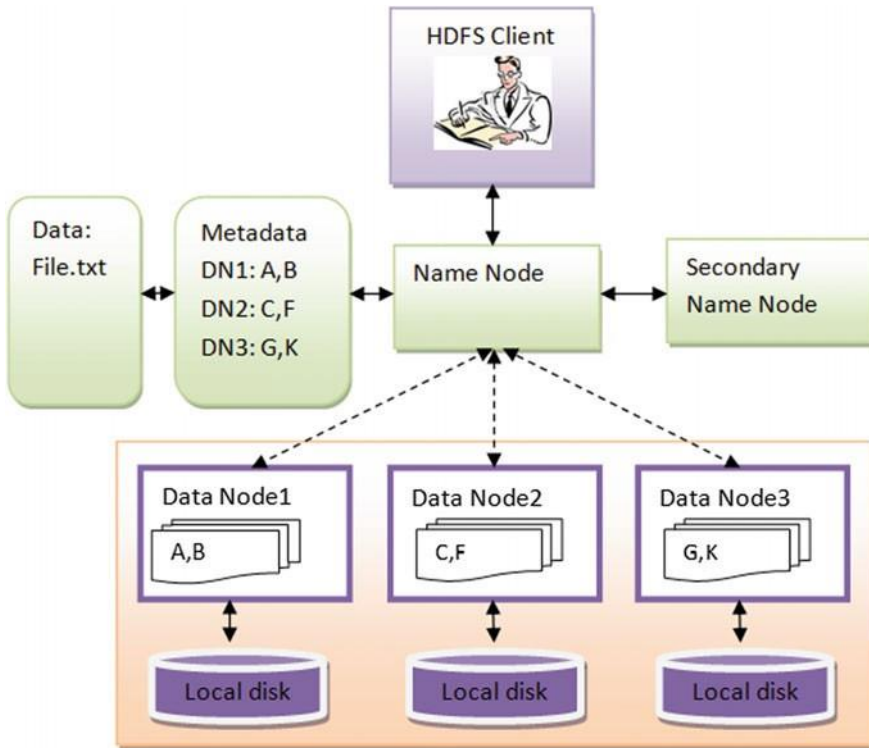 HDFS Client
Data:
File.txt
Metadata
DN1: A,B
DN2: C,F
DN3: G,K
Name Node
Secondary
Name Node
Data Node1
A,B
Data Node2
C,F
Data Node3
G,K
Local disk
Local disk
Local disk